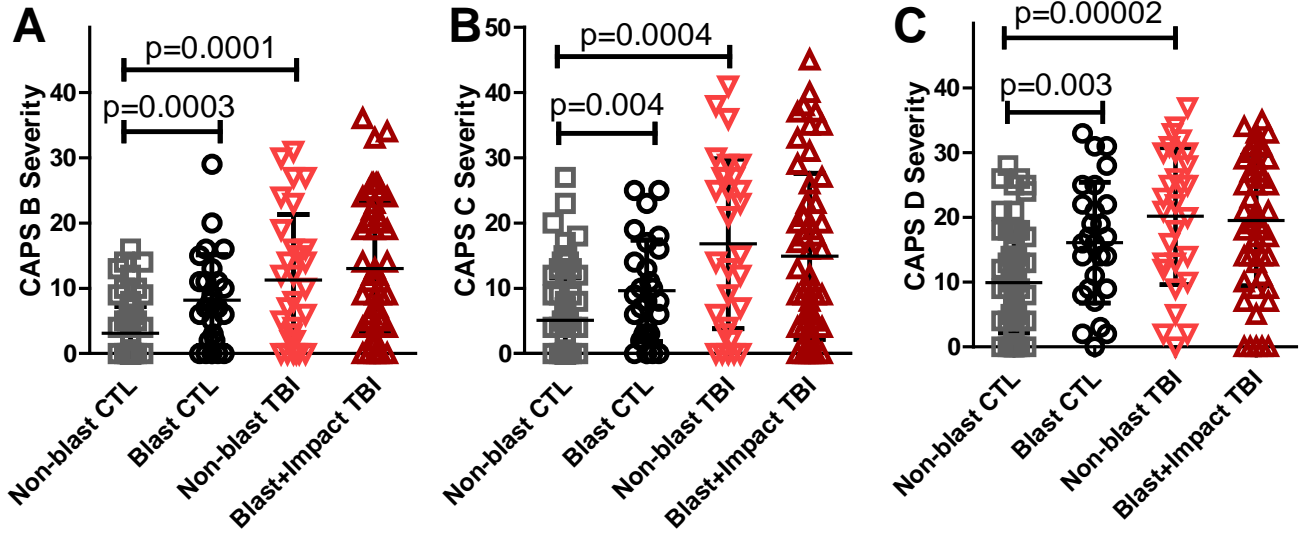 A
CAPS B Severity
40
30
20
10
0
p=0.0001
p=0.0003
Non-blast CTL
Blast CTL
Non-blast TBI
Blast+Impact TBI
B
CAPS C Severity
50
40
30
20
10
0
p=0.0004
p=0.004
Non-blast CTL
Blast CTL
Non-blast TBI
Blast+Impact TBI
C
CAPS D Severity
40
30
20
10
0
p=0.00002
p=0.003
Non-blast CTL
Blast CTL
Non-blast TBI
Blast+Impact TBI